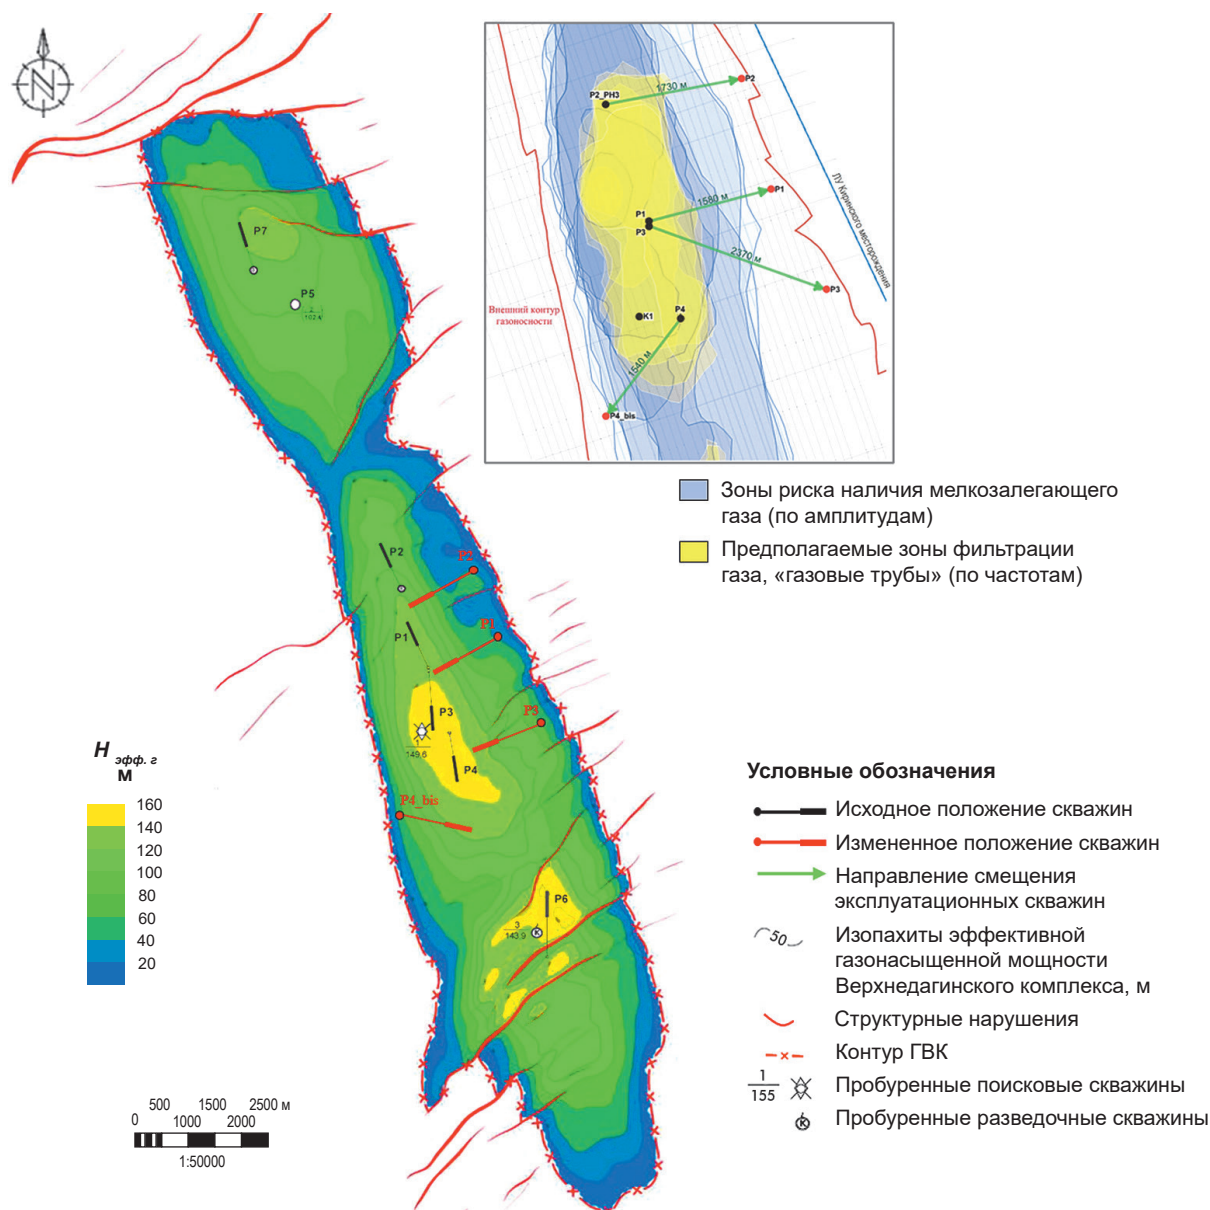 N
P2_PH3
1730 м
P2
P1
P3
1580 м
P1
2370 м
P3
ЛУ Киринского месторождения
Внешний контур
газоносности
K1
P4
1540 м
P4_bis
Зоны риска наличия мелкозалегающего
газа (по амплитудам)
Предполагаемые зоны фильтрации
газа, «газовые трубы» (по частотам)
P7
P5
P2
P2
P1
P1
P3
P3
1
149.6
P4
P4_bis
P6
3
143.9
К
H эфф. г
м
160
140
120
100
80
60
40
20
500 1500 2500 м
0 1000 2000
1:50000
Условные обозначения
Исходное положение скважин
Измененное положение скважин
Направление смещения
эксплуатационных скважин
50
Изопахиты эффективной
газонасыщенной мощности
Верхнедагинского комплекса, м
Структурные нарушения
Контур ГВК
1
155
Пробуренные поисковые скважины
К
Пробуренные разведочные скважины